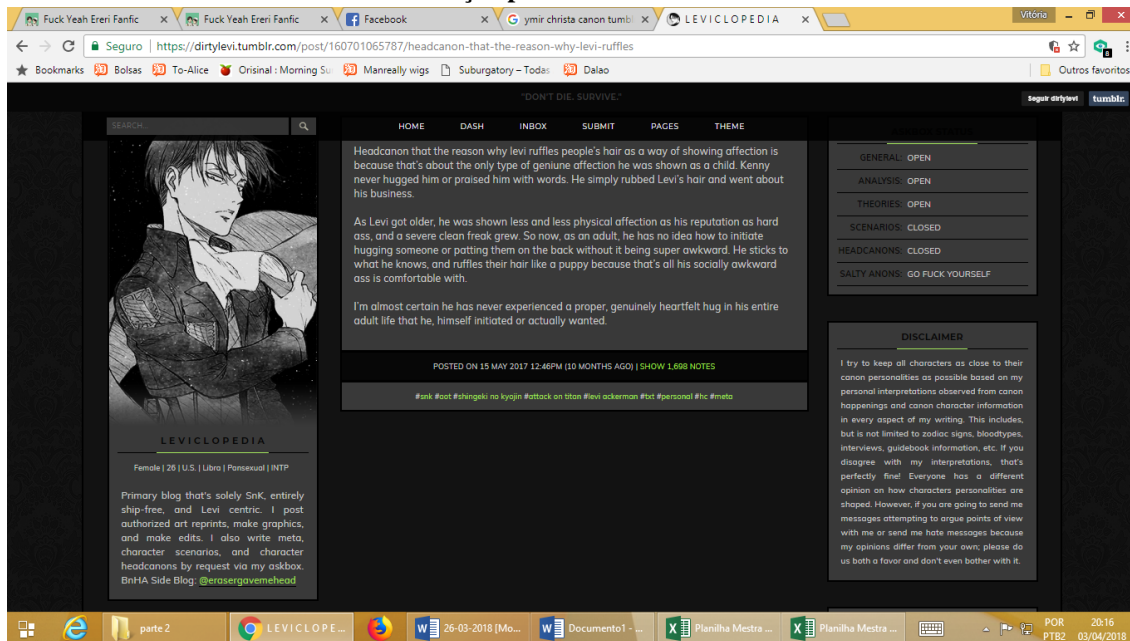 Fuck Yeah Ereri Fanfic
Fuck Yeah Ereri Fanfic
Facebook
ymir christa canon tumbl
LEVICLOPEDIA
Vitória
Seguro | https://dirtylevi.tumblr.com/post/160701065787/headcanon-that-the-reason-why-levi-ruffles
Bookmarks Bolsas To-Alice Orisinal : Morning Su Manreally wigs Suburgatory – Todas Dalao Outros favoritos
"DON'T DIE. SURVIVE."
Seguir dirtylevi tumblr.
SEARCH...
HOME DASH INBOX SUBMIT PAGES THEME
Headcanon that the reason why levi ruffles people's hair as a way of showing affection is
because that's about the only type of geniune affection he was shown as a child. Kenny
never hugged him or praised him with words. He simply rubbed Levi's hair and went about
his business.
As Levi got older, he was shown less and less physical affection as his reputation as hard
ass, and a severe clean freak grew. So now, as an adult, he has no idea how to initiate
hugging someone or patting them on the back without it being super awkward. He sticks to
what he knows, and ruffles their hair like a puppy because that's all his socially awkward
ass is comfortable with.
I'm almost certain he has never experienced a proper, genuinely heartfelt hug in his entire
adult life that he, himself initiated or actually wanted.
POSTED ON 15 MAY 2017 12:46PM (10 MONTHS AGO) | SHOW 1,698 NOTES
#snk #aot #shingeki no kyojin #attack on titan #levi ackerman #txt #personal #hc #meta
LEVICLOPEDIA
Female | 26 | U.S. | Libra | Pansexual | INTP
Primary blog that's solely SnK, entirely
ship-free, and Levi centric. I post
authorized art reprints, make graphics,
and make edits. I also write meta,
character scenarios, and character
headcanons by request via my askbox.
BnHA Side Blog: @erasergavemehead
GENERAL: OPEN
ANALYSIS: OPEN
THEORIES: OPEN
SCENARIOS: CLOSED
HEADCANONS: CLOSED
SALTY ANONS: GO FUCK YOURSELF
DISCLAIMER
I try to keep all characters as close to their
canon personalities as possible based on my
personal interpretations observed from canon
happenings and canon character information
in every aspect of my writing. This includes,
but is not limited to zodiac signs, bloodtypes,
interviews, guidebook information, etc. If you
disagree with my interpretations, that's
perfectly fine! Everyone has a different
opinion on how characters personalities are
shaped. However, if you are going to send me
messages attempting to argue points of view
with me or send me hate messages because
my opinions differ from your own; please do
us both a favor and don't even bother with it.
parte 2
LEVICLOPE...
26-03-2018 [Mo...
Documento1 - ...
Planilha Mestra ...
Planilha Mestra ...
POR 20:16
PTB2 03/04/2018